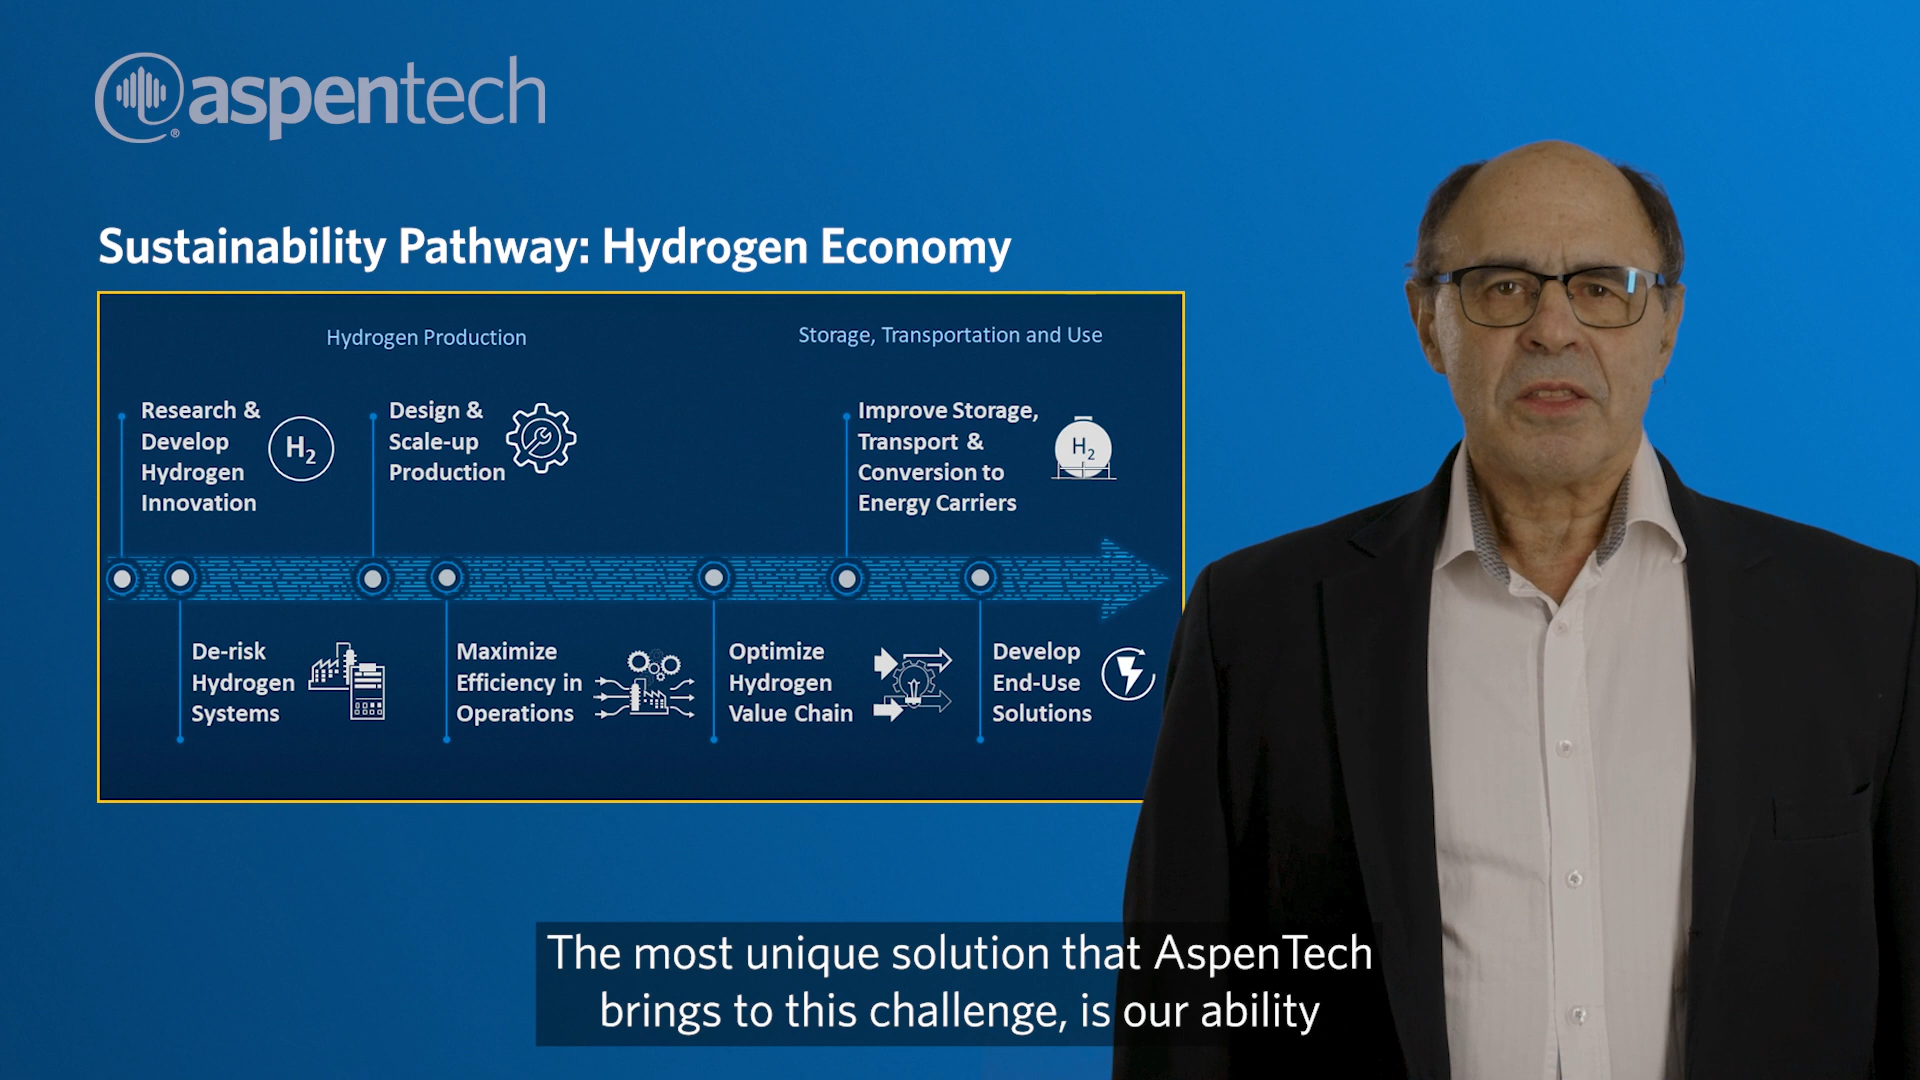 aspentech
®
Sustainability Pathway: Hydrogen Economy
Hydrogen Production
Storage, Transportation and Use
Research &
Develop
Hydrogen
Innovation
H2
Design &
Scale-up
Production
Improve Storage,
Transport &
Conversion to
Energy Carriers
H2
De-risk
Hydrogen
Systems
Maximize
Efficiency in
Operations
Optimize
Hydrogen
Value Chain
Develop
End-Use
Solutions
The most unique solution that AspenTech
brings to this challenge, is our ability